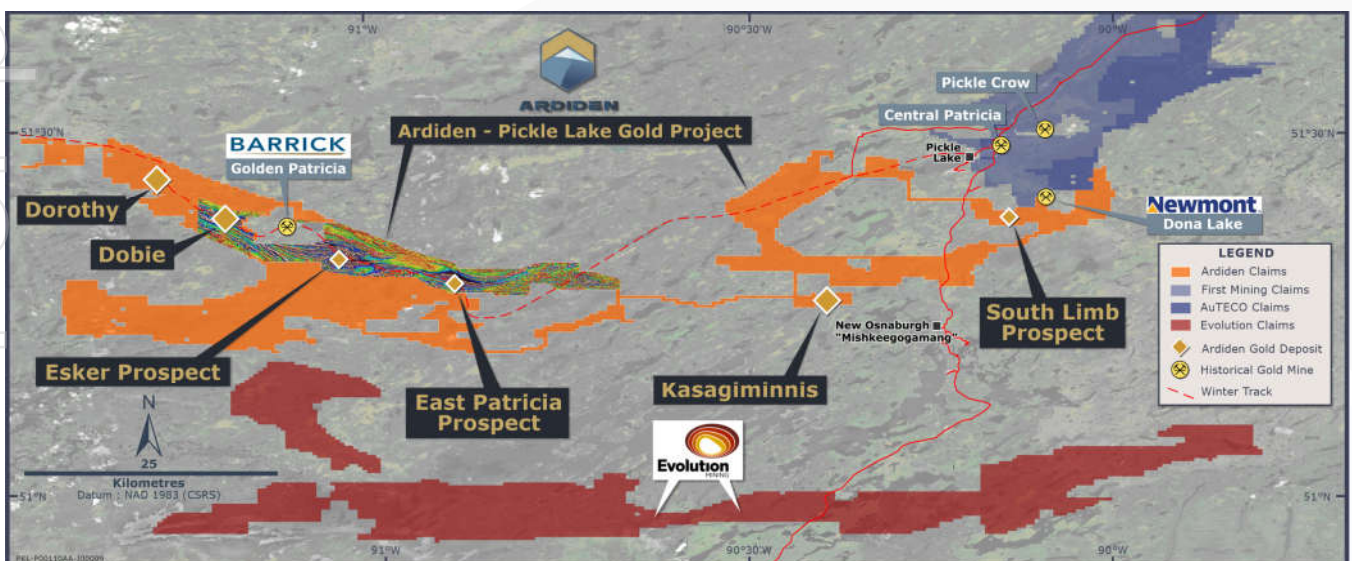 91°W
90°30'W
90°W
ARDIDEN
Pickle Crow
Central Patricia
51°30'N
BARRICK
Golden Patricia
Ardiden - Pickle Lake Gold Project
Pickle
Lake
51°30'N
Dorothy
Dobie
Newmont
Dona Lake
LEGEND
Ardiden Claims
First Mining Claims
AuTECO Claims
Evolution Claims
Ardiden Gold Deposit
Historical Gold Mine
Winter Track
South Limb
Prospect
New Osnaburgh
"Mishkeegogamang"
Esker Prospect
East Patricia
Prospect
Kasagiminnis
N
25
Kilometres
Datum : NAD 1983 (CSRS)
Evolution
MINING
51°N
51°N
91°W
90°30'W
90°W